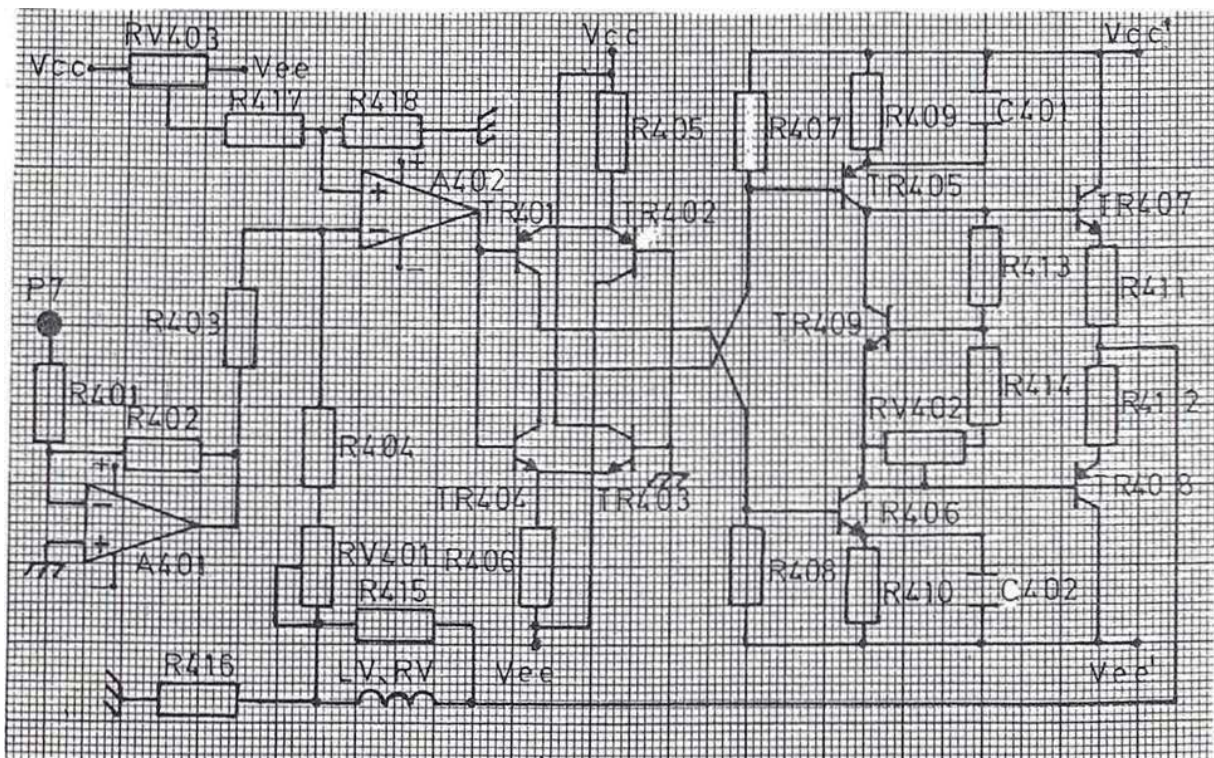 RV403
Vcc
Vee
Vcc
Vcc'
R417
R418
R405
R407
R409
C401
+
A402
+
-
-
TR401
TR402
TR405
TR407
P7
R403
R413
R411
TR409
R401
R402
R404
RV402
R414
R412
+
-
+
-
A401
TR404
TR403
TR406
TR408
RV401
R406
R408
R410
C402
R415
R416
LV,RV
Vee
Vee'